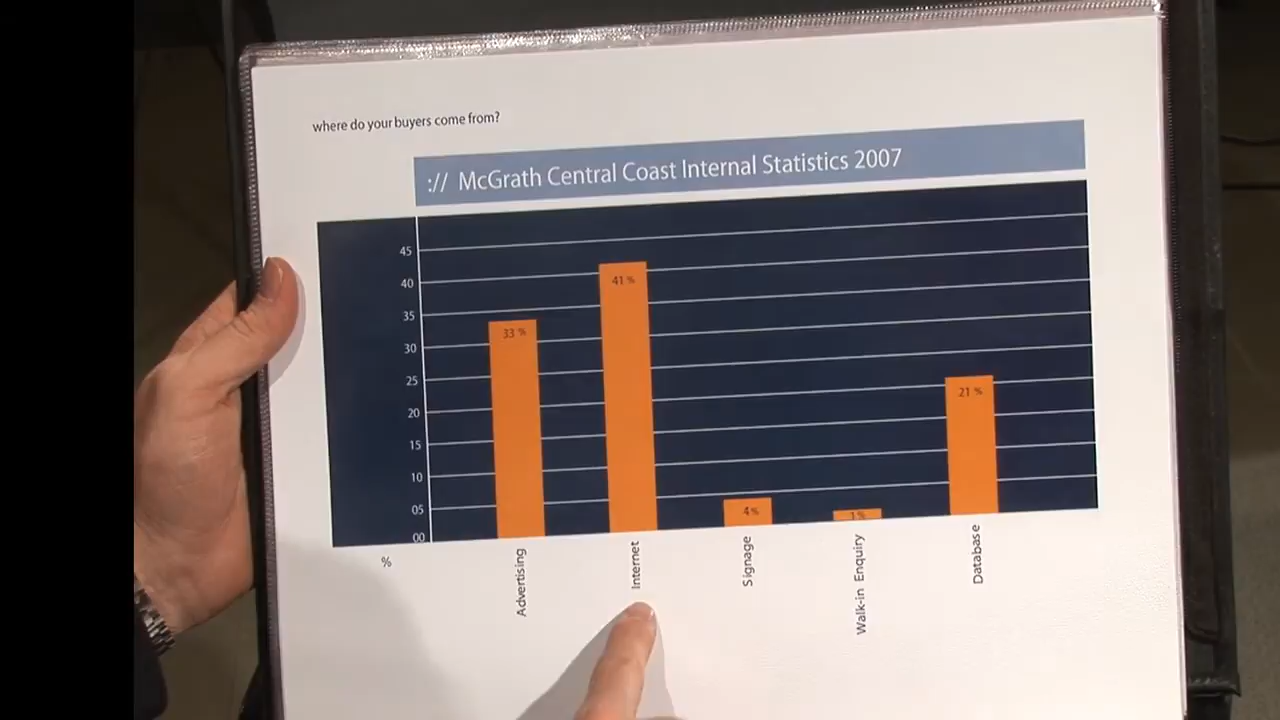 where do your buyers come from?
:// McGrath Central Coast Internal Statistics 2007
45
40
35
30
25
20
15
10
05
00
%
33 %
41 %
4 %
1 %
21 %
Advertising
Internet
Signage
Walk-in Enquiry
Database